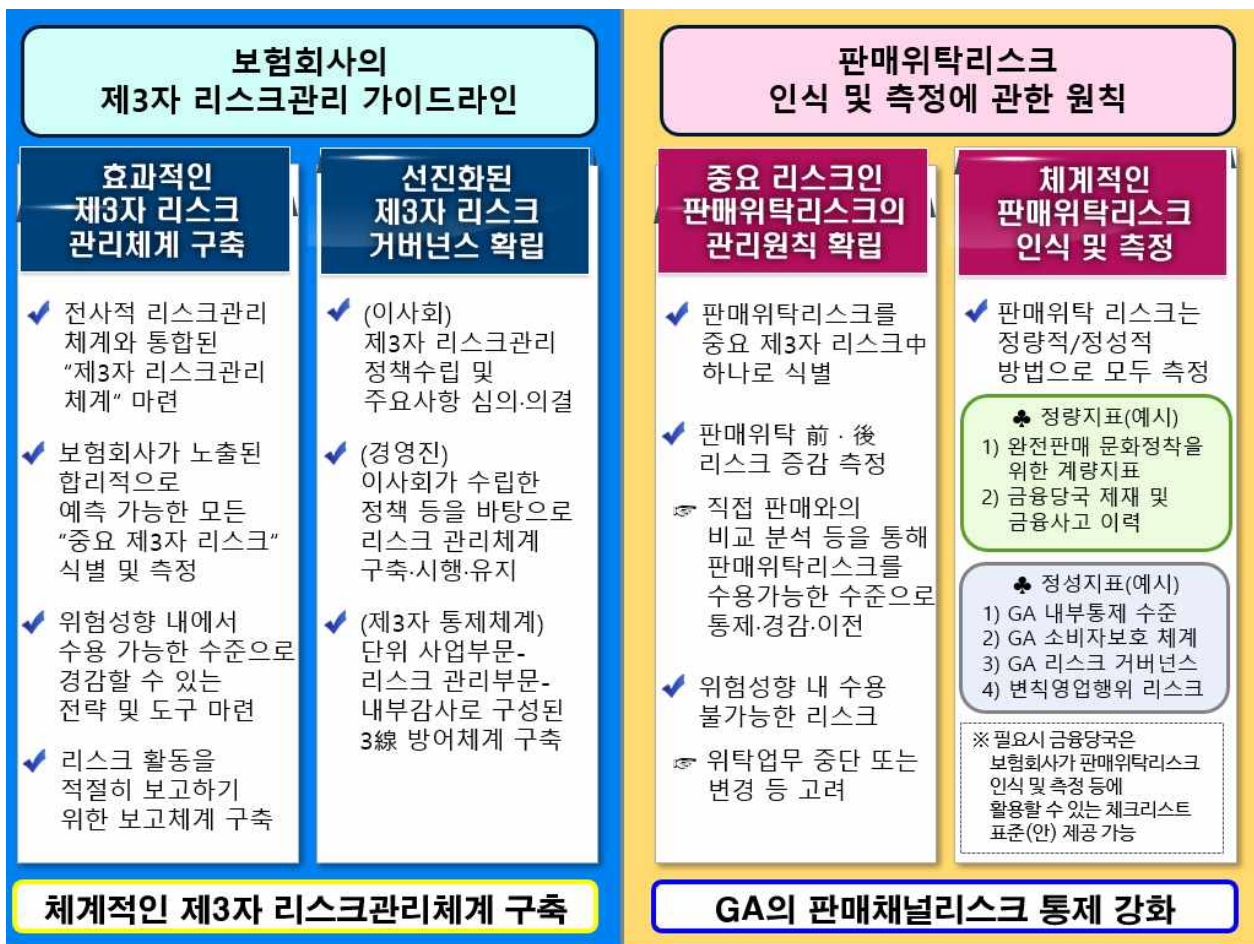 보험회사의
제3자 리스크관리 가이드라인
효과적인
제3자 리스크
관리체계 구축
✔ 전사적 리스크관리
체계와 통합된
“제3자 리스크관리
체계” 마련
✔ 보험회사가 노출된
합리적으로
예측 가능한 모든
“중요 제3자 리스크”
식별 및 측정
✔ 위험성향 내에서
수용 가능한 수준으로
경감할 수 있는
전략 및 도구 마련
✔ 리스크 활동을
적절히 보고하기
위한 보고체계 구축
선진화된
제3자 리스크
거버넌스 확립
✔ (이사회)
제3자 리스크관리
정책수립 및
주요사항 심의·의결
✔ (경영진)
이사회가 수립한
정책 등을 바탕으로
리스크 관리체계
구축·시행·유지
✔ (제3자 통제체계)
단위 사업부문-
리스크 관리부문-
내부감사로 구성된
3線 방어체계 구축
체계적인 제3자 리스크관리체계 구축
판매위탁리스크
인식 및 측정에 관한 원칙
중요 리스크인
판매위탁리스크의
관리원칙 확립
✔ 판매위탁리스크를
중요 제3자 리스크中
하나로 식별
✔ 판매위탁 前 · 後
리스크 증감 측정
☞ 직접 판매와의
비교 분석 등을 통해
판매위탁리스크를
수용가능한 수준으로
통제·경감·이전
✔ 위험성향 내 수용
불가능한 리스크
☞ 위탁업무 중단 또는
변경 등 고려
체계적인
판매위탁리스크
인식 및 측정
✔ 판매위탁 리스크는
정량적/정성적
방법으로 모두 측정
♣ 정량지표(예시)
1) 완전판매 문화정착을
위한 계량지표
2) 금융당국 제재 및
금융사고 이력
♣ 정성지표(예시)
1) GA 내부통제 수준
2) GA 소비자보호 체계
3) GA 리스크 거버넌스
4) 변칙영업행위 리스크
※ 필요시 금융당국은
보험회사가 판매위탁리스크
인식 및 측정 등에
활용할 수 있는 체크리스트
표준(안) 제공 가능
GA의 판매채널리스크 통제 강화